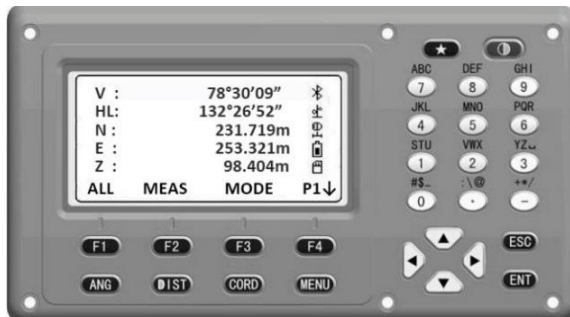 V : 78°30’09”
HL: 132°26’52”
N : 231.719m
E : 253.321m
Z : 98.404m
ALL MEAS MODE P1↓
F1 F2 F3 F4
ANG DIST CORD MENU
★
ABC DEF GHI
7 8 9
JKL MNO PQR
4 5 6
STU VWX YZ␣
1 2 3
#$_ :\@ +*/
0 . −
ESC
ENT